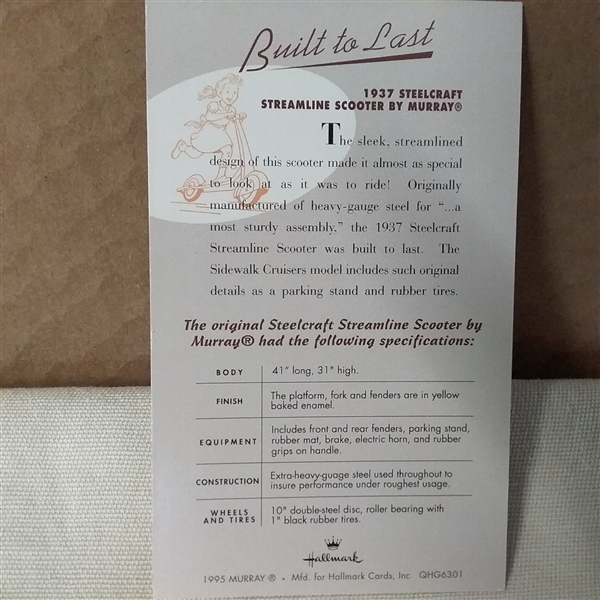 Built to Last
1937 STEELCRAFT
STREAMLINE SCOOTER BY MURRAY®
The sleek, streamlined
design of this scooter made it almost as special
to look at as it was to ride! Originally
manufactured of heavy-gauge steel for "...a
most sturdy assembly," the 1937 Steelcraft
Streamline Scooter was built to last. The
Sidewalk Cruisers model includes such original
details as a parking stand and rubber tires.
The original Steelcraft Streamline Scooter by
Murray® had the following specifications:
BODY 41" long, 31" high.
FINISH The platform, fork and fenders are in yellow
baked enamel.
EQUIPMENT Includes front and rear fenders, parking stand,
rubber mat, brake, electric horn, and rubber
grips on handle.
CONSTRUCTION Extra-heavy-guage steel used throughout to
insure performance under roughest usage.
WHEELS AND TIRES 10" double-steel disc, roller bearing with
1" black rubber tires.
Hallmark
1995 MURRAY ® • Mfd. for Hallmark Cards, Inc. QHG6301